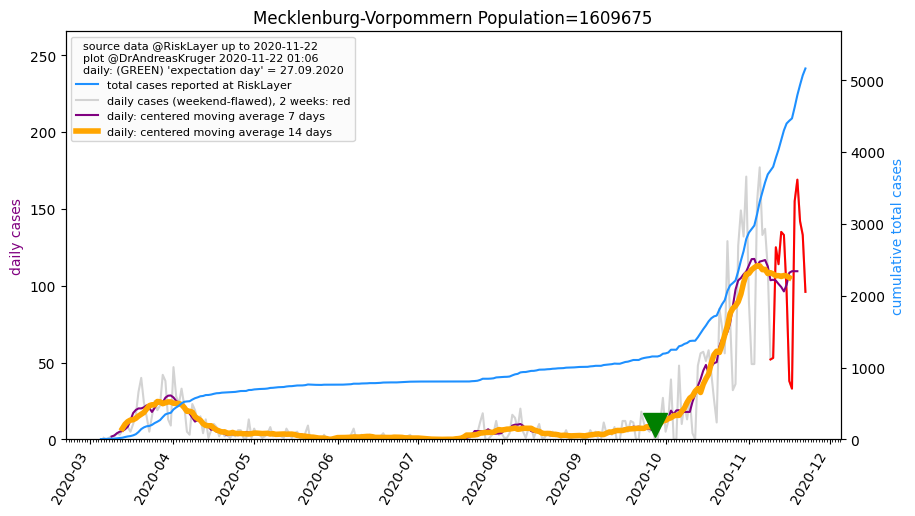 Mecklenburg-Vorpommern Population=1609675
source data @RiskLayer up to 2020-11-22
plot @DrAndreasKruger 2020-11-22 01:06
daily: (GREEN) 'expectation day' = 27.09.2020
total cases reported at RiskLayer
daily cases (weekend-flawed), 2 weeks: red
daily: centered moving average 7 days
daily: centered moving average 14 days
daily cases
250
200
150
100
50
0
cumulative total cases
5000
4000
3000
2000
1000
0
2020-03
2020-04
2020-05
2020-06
2020-07
2020-08
2020-09
2020-10
2020-11
2020-12